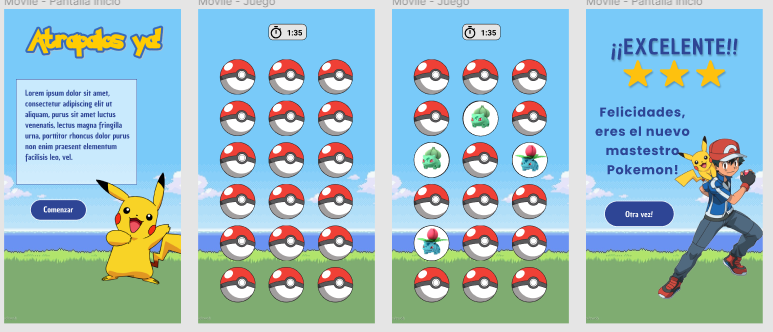 Movile - Pantalla Inicio
Movile - Juego
Movile - Juego
Movile - Pantalla Inicio
Atrapalos ya!
Lorem ipsum dolor sit amet,
consectetur adipiscing elit ut
aliquam, purus sit amet luctus
venenatis, lectus magna fringilla
urna, porttitor rhoncus dolor purus
non enim praesent elementum
facilisis leo, vel.
Comenzar
1:35
1:35
¡¡EXCELENTE!!
Felicidades,
eres el nuevo
mastestro
Pokemon!
Otra vez!